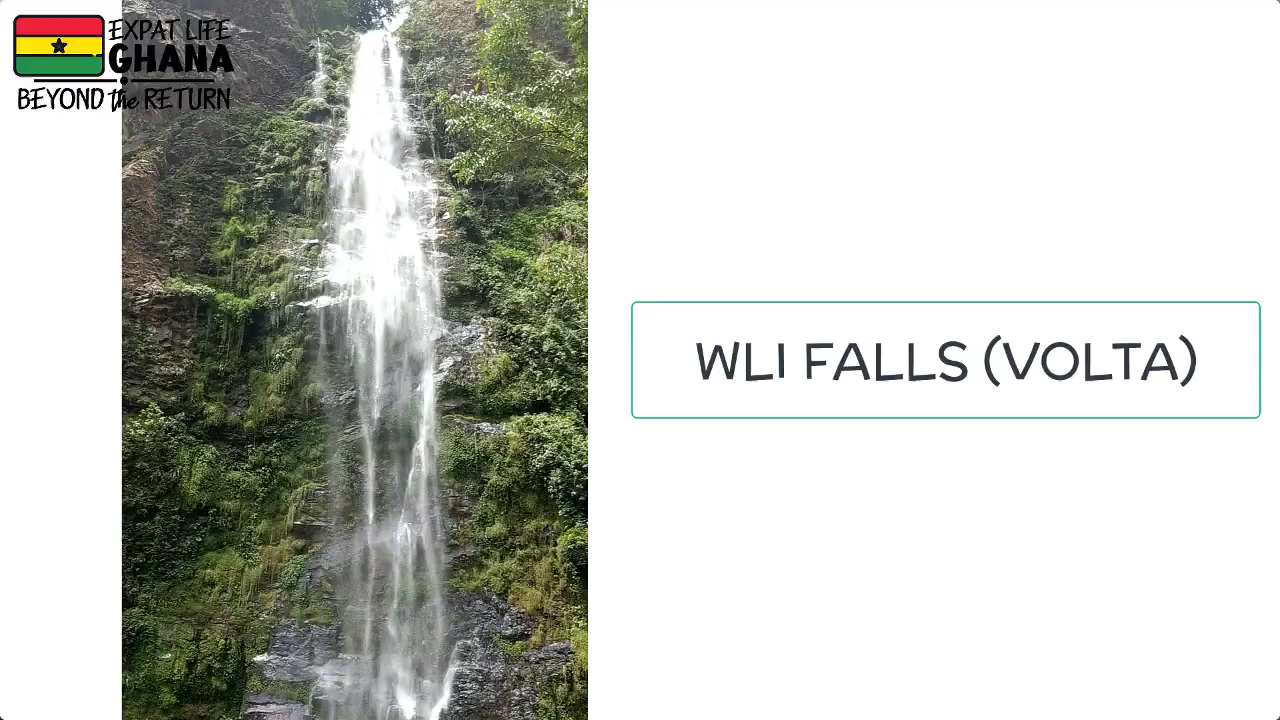 EXPAT LIFE
GHANA
BEYOND the RETURN
WLI FALLS (VOLTA)